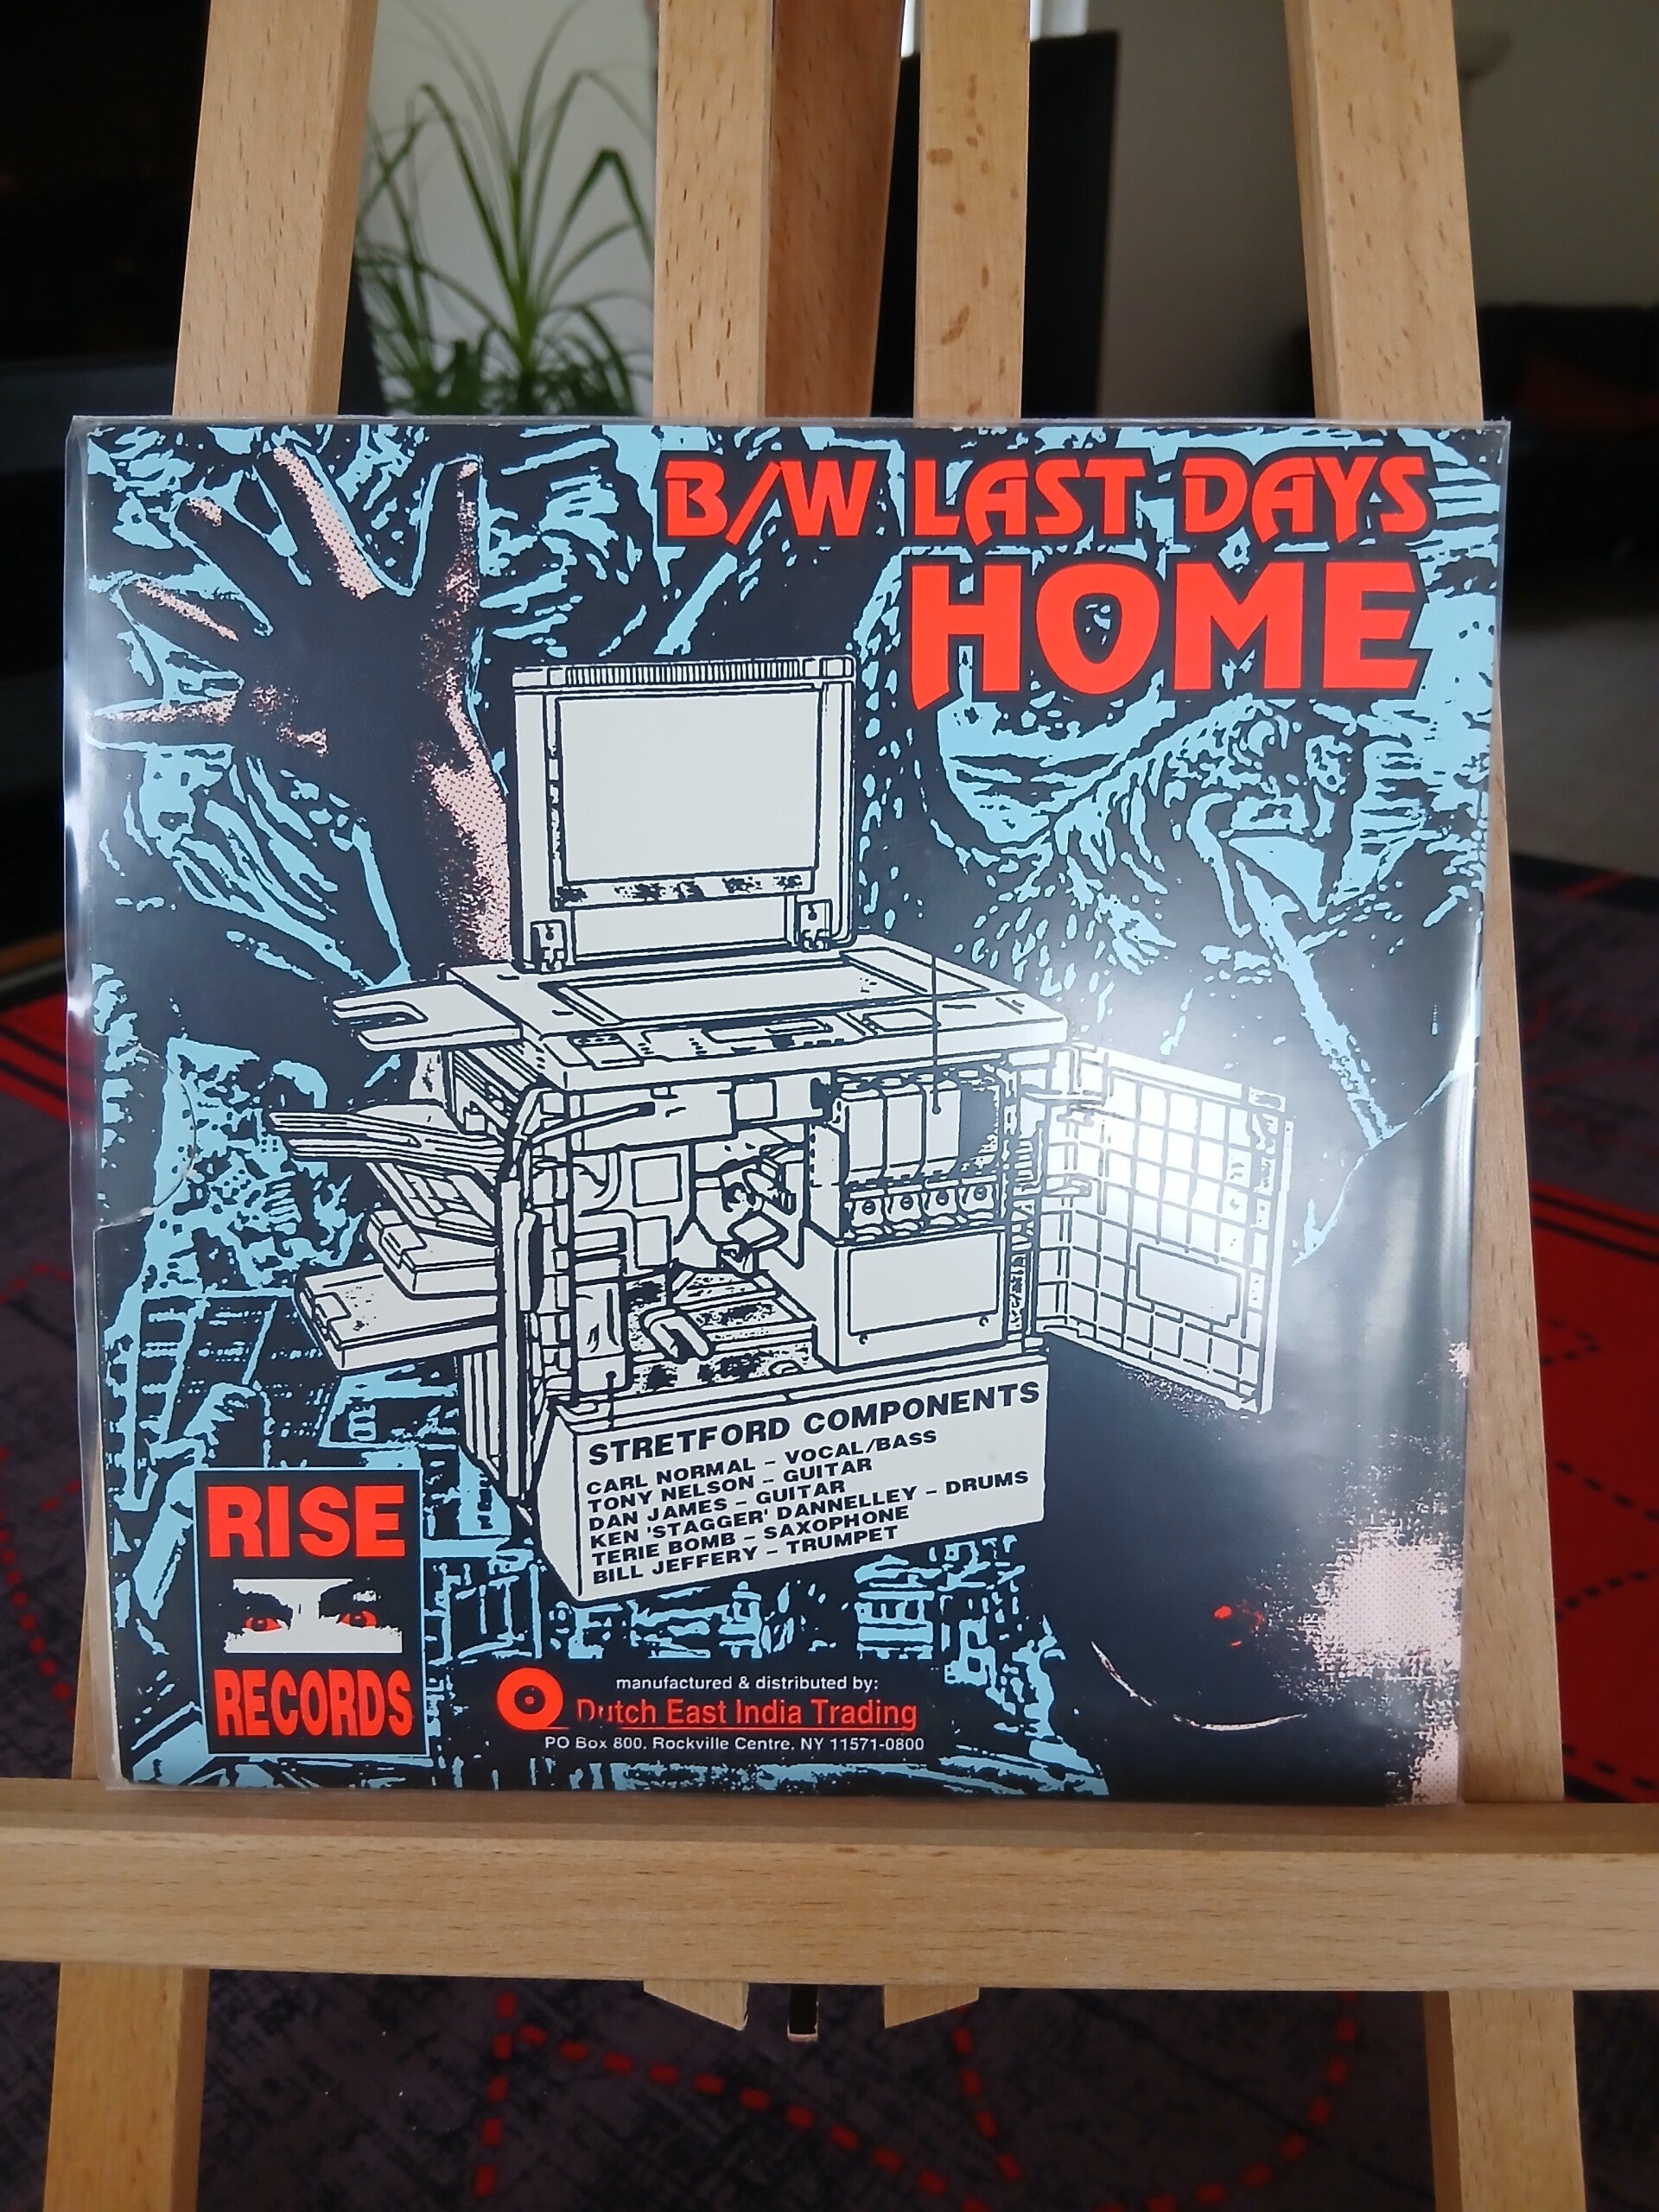 B/W LAST DAYS
HOME
STRETFORD COMPONENTS
CARL NORMAL – VOCAL/BASS
TONY NELSON – GUITAR
DAN JAMES – GUITAR
KEN 'STAGGER' DANNELLEY – DRUMS
TERIE BOMB – SAXOPHONE
BILL JEFFERY – TRUMPET
RISE
RECORDS
manufactured & distributed by:
Dutch East India Trading
PO Box 800. Rockville Centre. NY 11571-0800